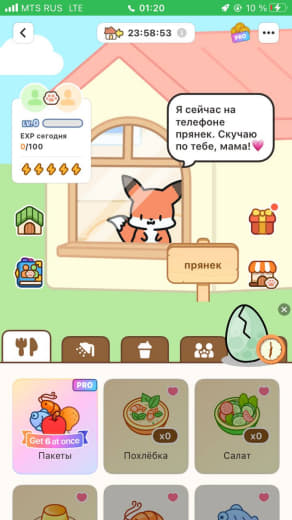 MTS RUS LTE 01:20 10 %
23:58:53
PRO
LV.0
EXP сегодня
0/100
Я сейчас на
телефоне
прянек. Скучаю
по тебе, мама!
прянек
PRO
Get 6 at once
x0
x0
Пакеты
Похлёбка
Салат